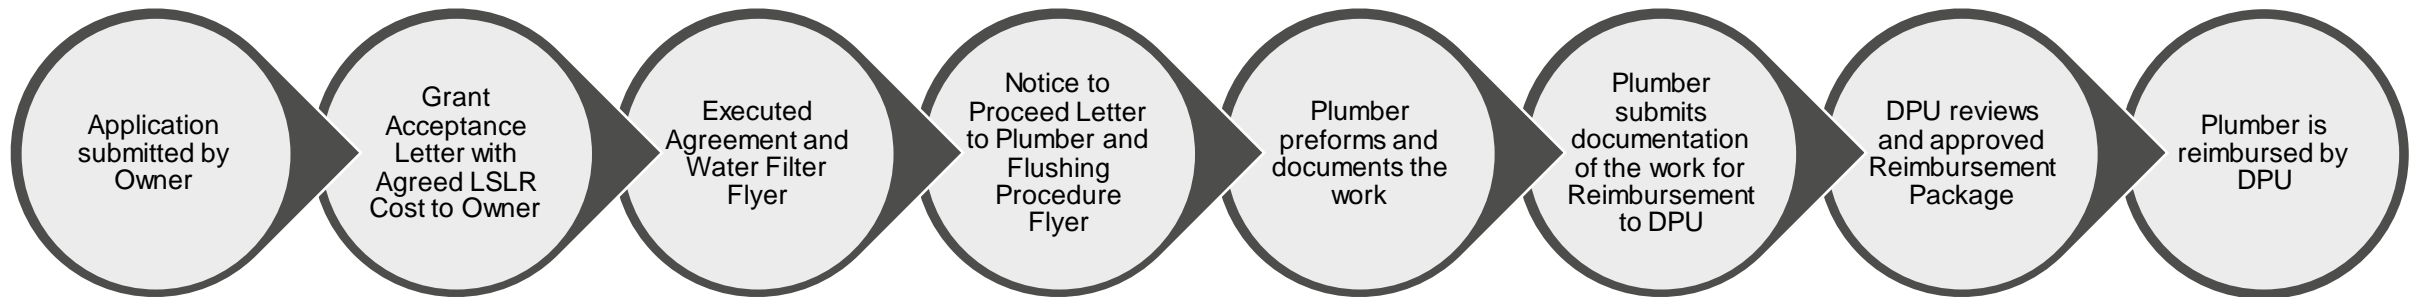 Application
submitted by
Owner
Grant
Acceptance
Letter with
Agreed LSLR
Cost to Owner
Executed
Agreement and
Water Filter
Flyer
Notice to
Proceed Letter
to Plumber and
Flushing
Procedure
Flyer
Plumber
preforms and
documents the
work
Plumber
submits
documentation
of the work for
Reimbursement
to DPU
DPU reviews
and approved
Reimbursement
Package
Plumber is
reimbursed by
DPU